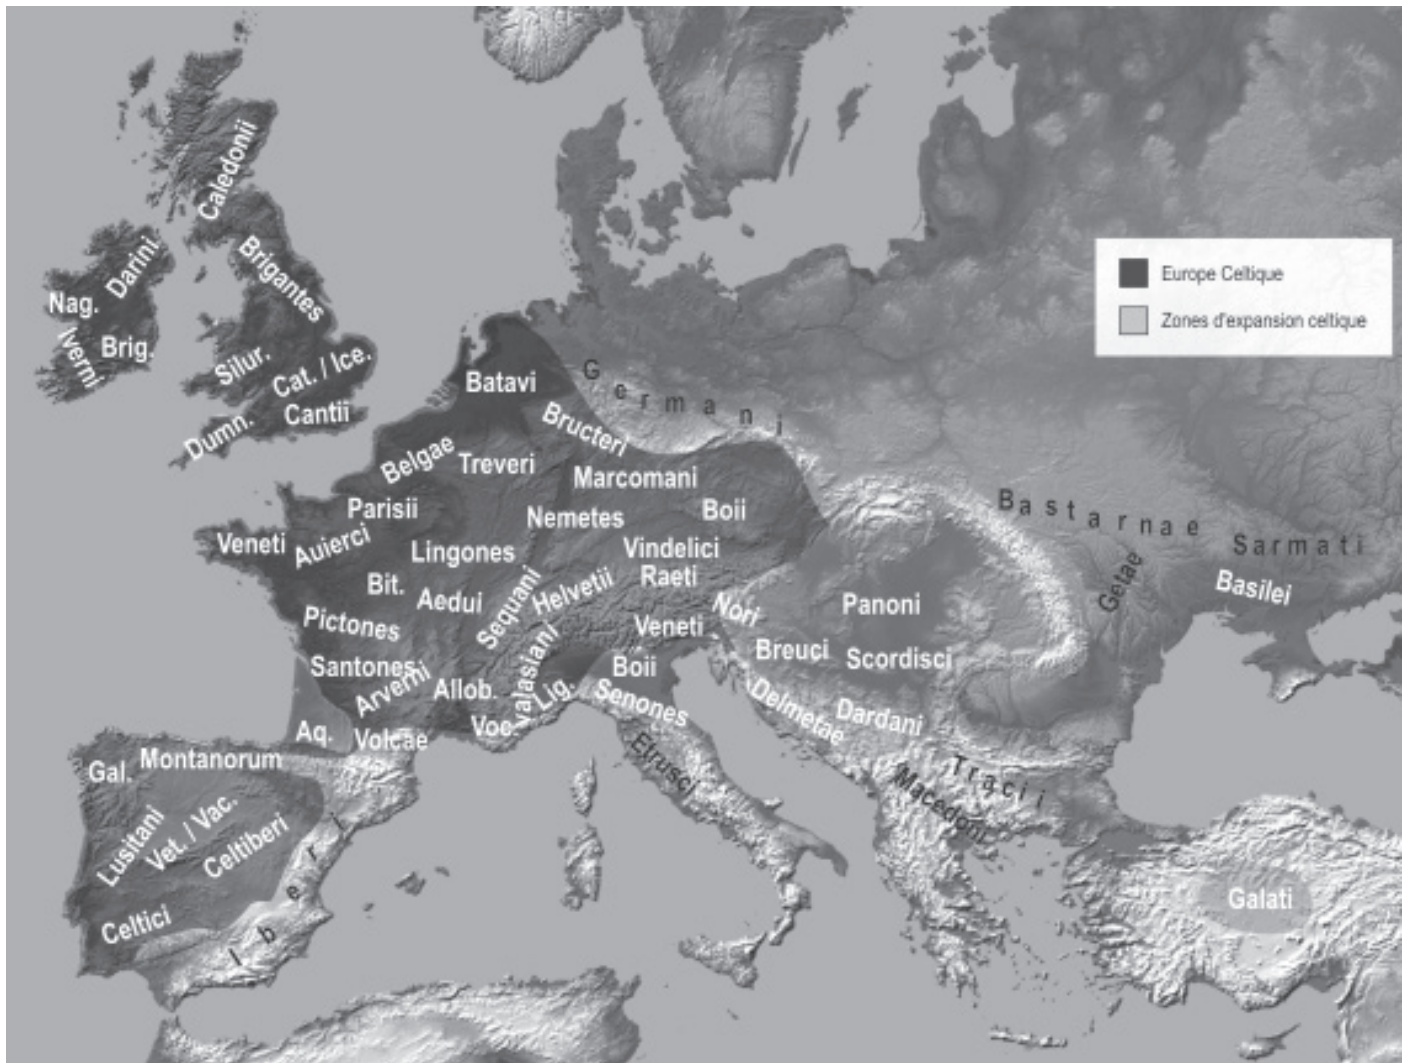 Caledonii
Darini
Brigantes
Nag.
Iverni
Brig.
Silur.
Cat. / Ice.
Cantii
Dumn.
Europe Celtique
Zones d'expansion celtique
Batavi
Germani
Bructeri
Belgae
Treveri
Marcomani
Parisii
Nemetes
Boii
Bastarnae
Veneti
Auierci
Lingones
Vindelici
Sarmati
Bit.
Aedui
Sequani
Helvetii
Raeti
Getae
Basilei
Pictones
Nori
Panoni
Veneti
Santones
Valasiani
Breuci
Scordisci
Arverni
Allob.
Lig.
Boii
Senones
Delmetae
Dardani
Aq.
Volcae
Voc.
Etrusci
Gal.
Montanorum
Tracii
Macedoni
Lusitani
Vet. / Vac.
Celtiberi
Iberi
Celtici
Galati